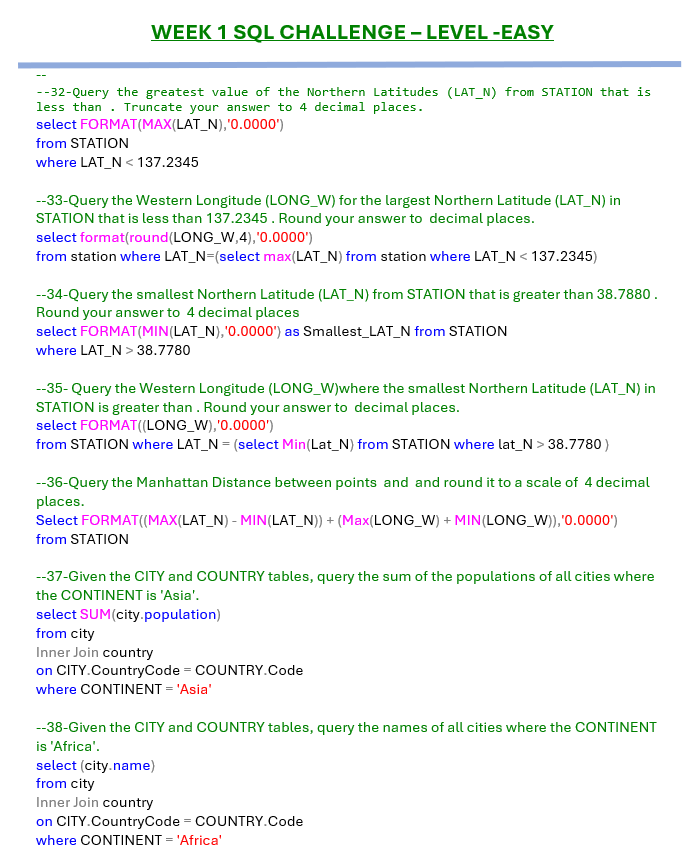 WEEK 1 SQL CHALLENGE – LEVEL -EASY
--
--32-Query the greatest value of the Northern Latitudes (LAT_N) from STATION that is
less than . Truncate your answer to 4 decimal places.
select FORMAT(MAX(LAT_N),'0.0000')
from STATION
where LAT_N < 137.2345
--33-Query the Western Longitude (LONG_W) for the largest Northern Latitude (LAT_N) in
STATION that is less than 137.2345 . Round your answer to  decimal places.
select format(round(LONG_W,4),'0.0000')
from station where LAT_N=(select max(LAT_N) from station where LAT_N < 137.2345)
--34-Query the smallest Northern Latitude (LAT_N) from STATION that is greater than 38.7880 .
Round your answer to  4 decimal places
select FORMAT(MIN(LAT_N),'0.0000') as Smallest_LAT_N from STATION
where LAT_N > 38.7780
--35- Query the Western Longitude (LONG_W)where the smallest Northern Latitude (LAT_N) in
STATION is greater than . Round your answer to  decimal places.
select FORMAT((LONG_W),'0.0000')
from STATION where LAT_N = (select Min(Lat_N) from STATION where lat_N > 38.7780 )
--36-Query the Manhattan Distance between points  and  and round it to a scale of  4 decimal
places.
Select FORMAT((MAX(LAT_N) - MIN(LAT_N)) + (Max(LONG_W) + MIN(LONG_W)),'0.0000')
from STATION
--37-Given the CITY and COUNTRY tables, query the sum of the populations of all cities where
the CONTINENT is 'Asia'.
select SUM(city.population)
from city
Inner Join country
on CITY.CountryCode = COUNTRY.Code
where CONTINENT = 'Asia'
--38-Given the CITY and COUNTRY tables, query the names of all cities where the CONTINENT
is 'Africa'.
select (city.name)
from city
Inner Join country
on CITY.CountryCode = COUNTRY.Code
where CONTINENT = 'Africa'